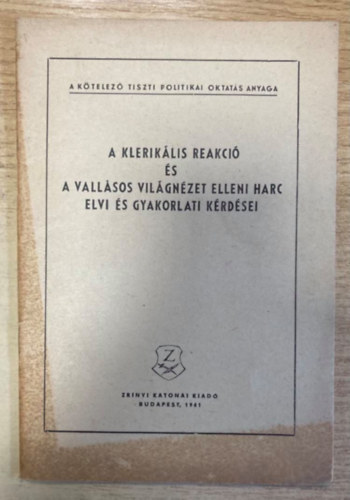 A KÖTELEZŐ TISZTI POLITIKAI OKTATÁS ANYAGA
A KLERIKÁLIS REAKCIÓ
ÉS
A VALLÁSOS VILÁGNÉZET ELLENI HARC
ELVI ÉS GYAKORLATI KÉRDÉSEI
Z
ZRINYI KATONAI KIADÓ
BUDAPEST, 1961